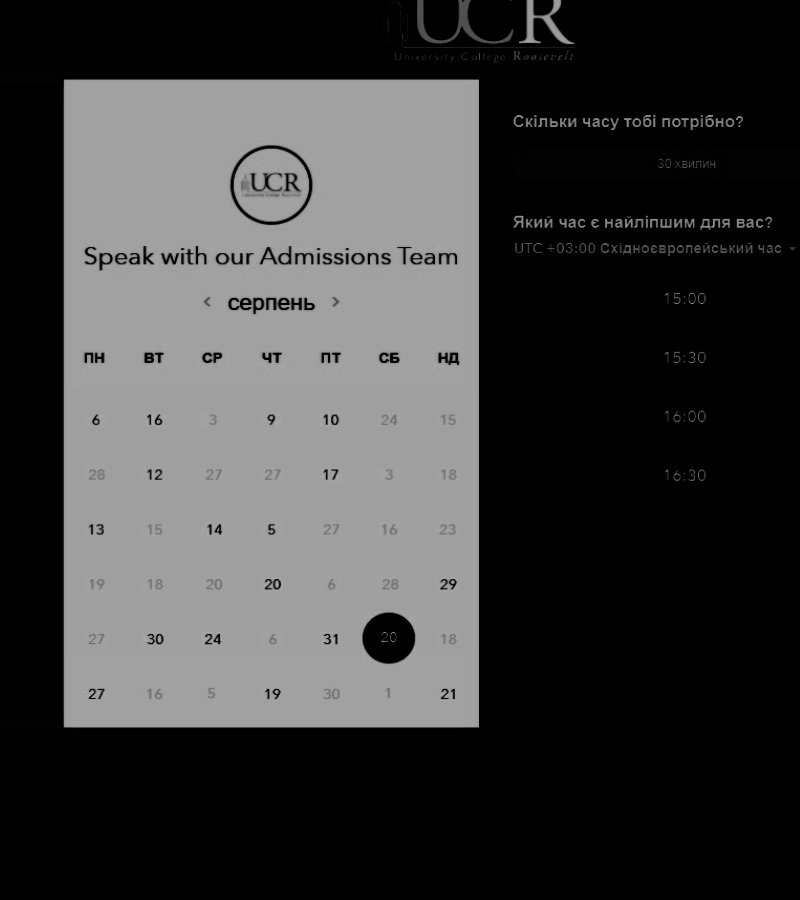 UCR
University College Roosevelt
UCR
Speak with our Admissions Team
< серпень >
ПН ВТ СР ЧТ ПТ СБ НД
6 16 3 9 10 24 15
28 12 27 27 17 3 18
13 15 14 5 27 16 23
19 18 20 20 6 28 29
27 30 24 6 31 20 18
27 16 5 19 30 1 21
Скільки часу тобі потрібно?
30 хвилин
Який час є найліпшим для вас?
UTC +03:00 Східноєвропейський час
15:00
15:30
16:00
16:30